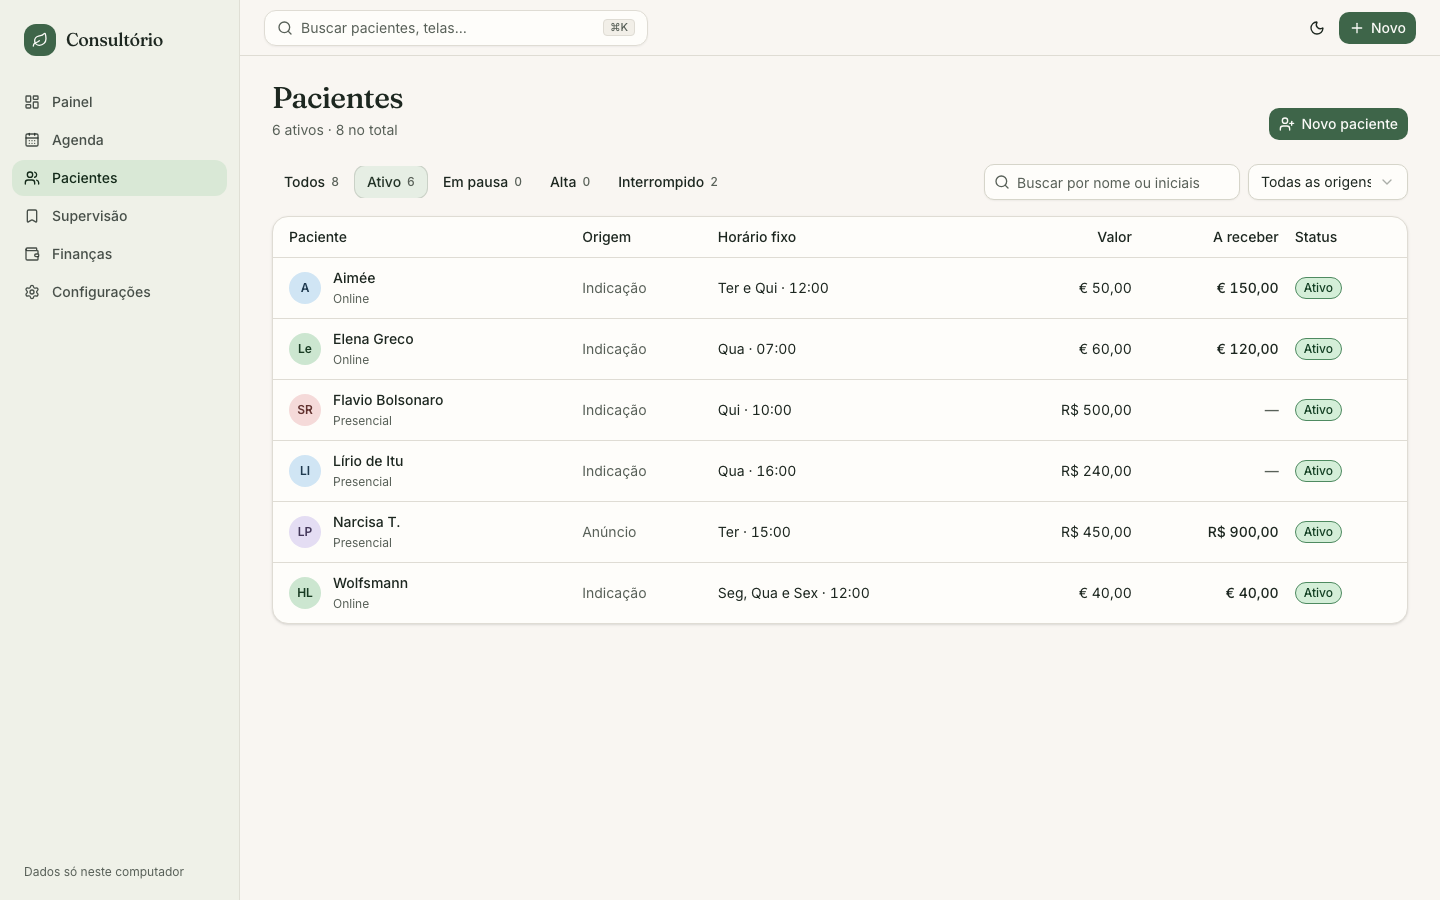 Consultório
Buscar pacientes, telas...
⌘K
Novo
Painel
Agenda
Pacientes
Supervisão
Finanças
Configurações
Dados só neste computador
Pacientes
6 ativos · 8 no total
Novo paciente
Todos 8
Ativo 6
Em pausa 0
Alta 0
Interrompido 2
Buscar por nome ou iniciais
Todas as origens
Paciente Origem Horário fixo Valor A receber Status
A Aimée Online Indicação Ter e Qui · 12:00 € 50,00 € 150,00 Ativo
Le Elena Greco Online Indicação Qua · 07:00 € 60,00 € 120,00 Ativo
SR Flavio Bolsonaro Presencial Indicação Qui · 10:00 R$ 500,00 — Ativo
LI Lírio de Itu Presencial Indicação Qua · 16:00 R$ 240,00 — Ativo
LP Narcisa T. Presencial Anúncio Ter · 15:00 R$ 450,00 R$ 900,00 Ativo
HL Wolfsmann Online Indicação Seg, Qua e Sex · 12:00 € 40,00 € 40,00 Ativo